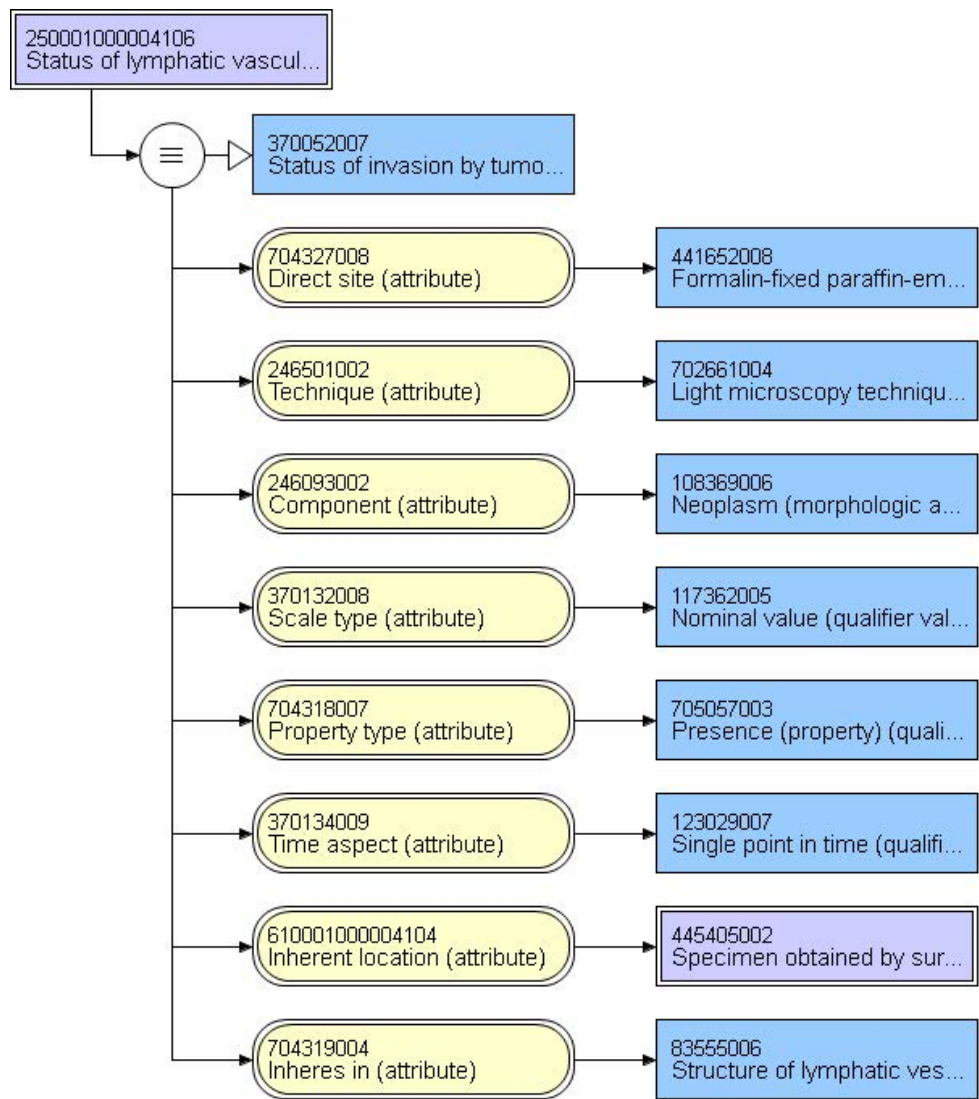 250001000004106
Status of lymphatic vascul...
≡
370052007
Status of invasion by tumo...
704327008
Direct site (attribute)
441652008
Formalin-fixed paraffin-em...
246501002
Technique (attribute)
702661004
Light microscopy techniqu...
246093002
Component (attribute)
108369006
Neoplasm (morphologic a...
370132008
Scale type (attribute)
117362005
Nominal value (qualifier val...
704318007
Property type (attribute)
705057003
Presence (property) (quali...
370134009
Time aspect (attribute)
123029007
Single point in time (qualifi...
610001000004104
Inherent location (attribute)
445405002
Specimen obtained by sur...
704319004
Inheres in (attribute)
83555006
Structure of lymphatic ves...